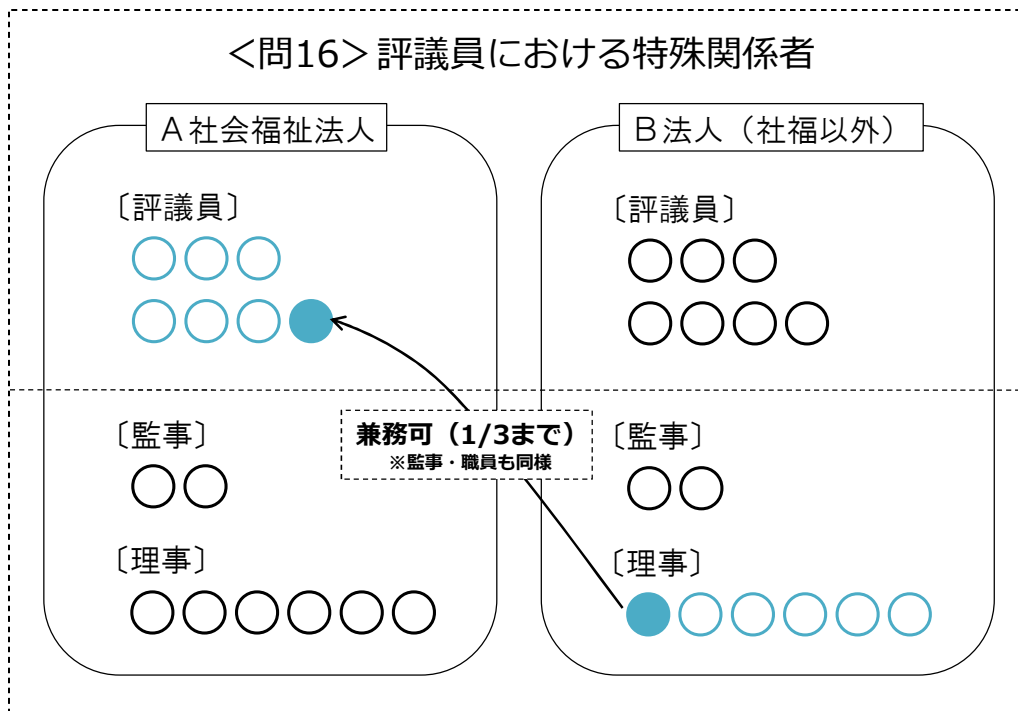 ＜問16＞評議員における特殊関係者
Ａ社会福祉法人
Ｂ法人（社福以外）
〔評議員〕
〔評議員〕
兼務可（1/3まで）
※監事・職員も同様
〔監事〕
〔監事〕
〔理事〕
〔理事〕